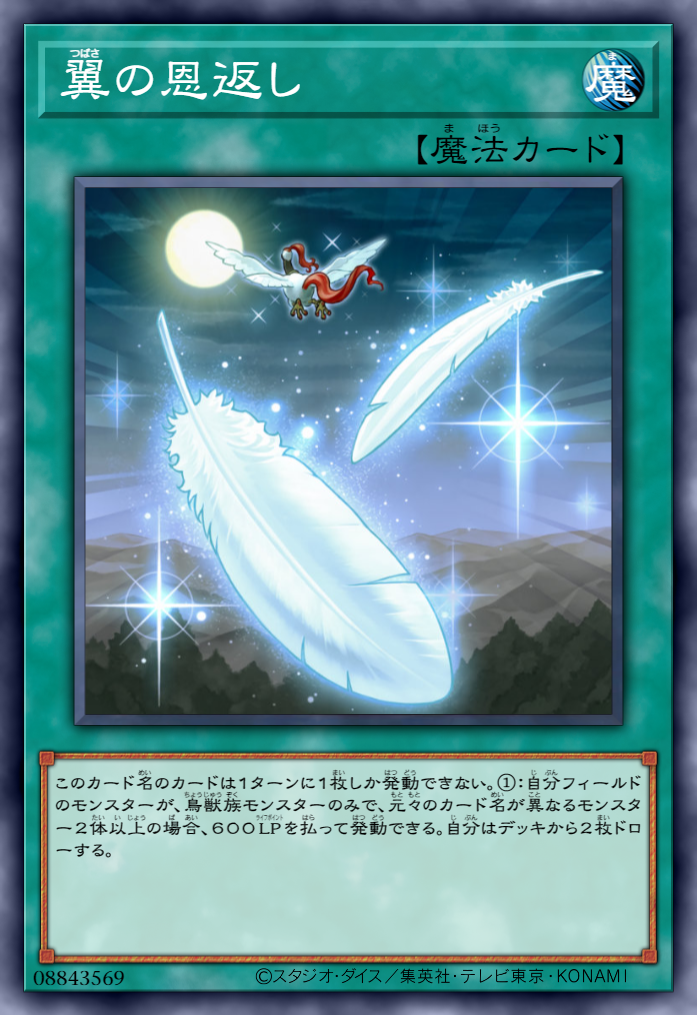 翼の恩返し
魔
【魔法カード】
このカード名のカードは1ターンに1枚しか発動できない。①:自分フィールド
のモンスターが、鳥獣族モンスターのみで、元々のカード名が異なるモンスタ
ー2体以上の場合、600LPを払って発動できる。自分はデッキから2枚ドロ
ーする。
08843569
©スタジオ・ダイス/集英社・テレビ東京・KONAMI